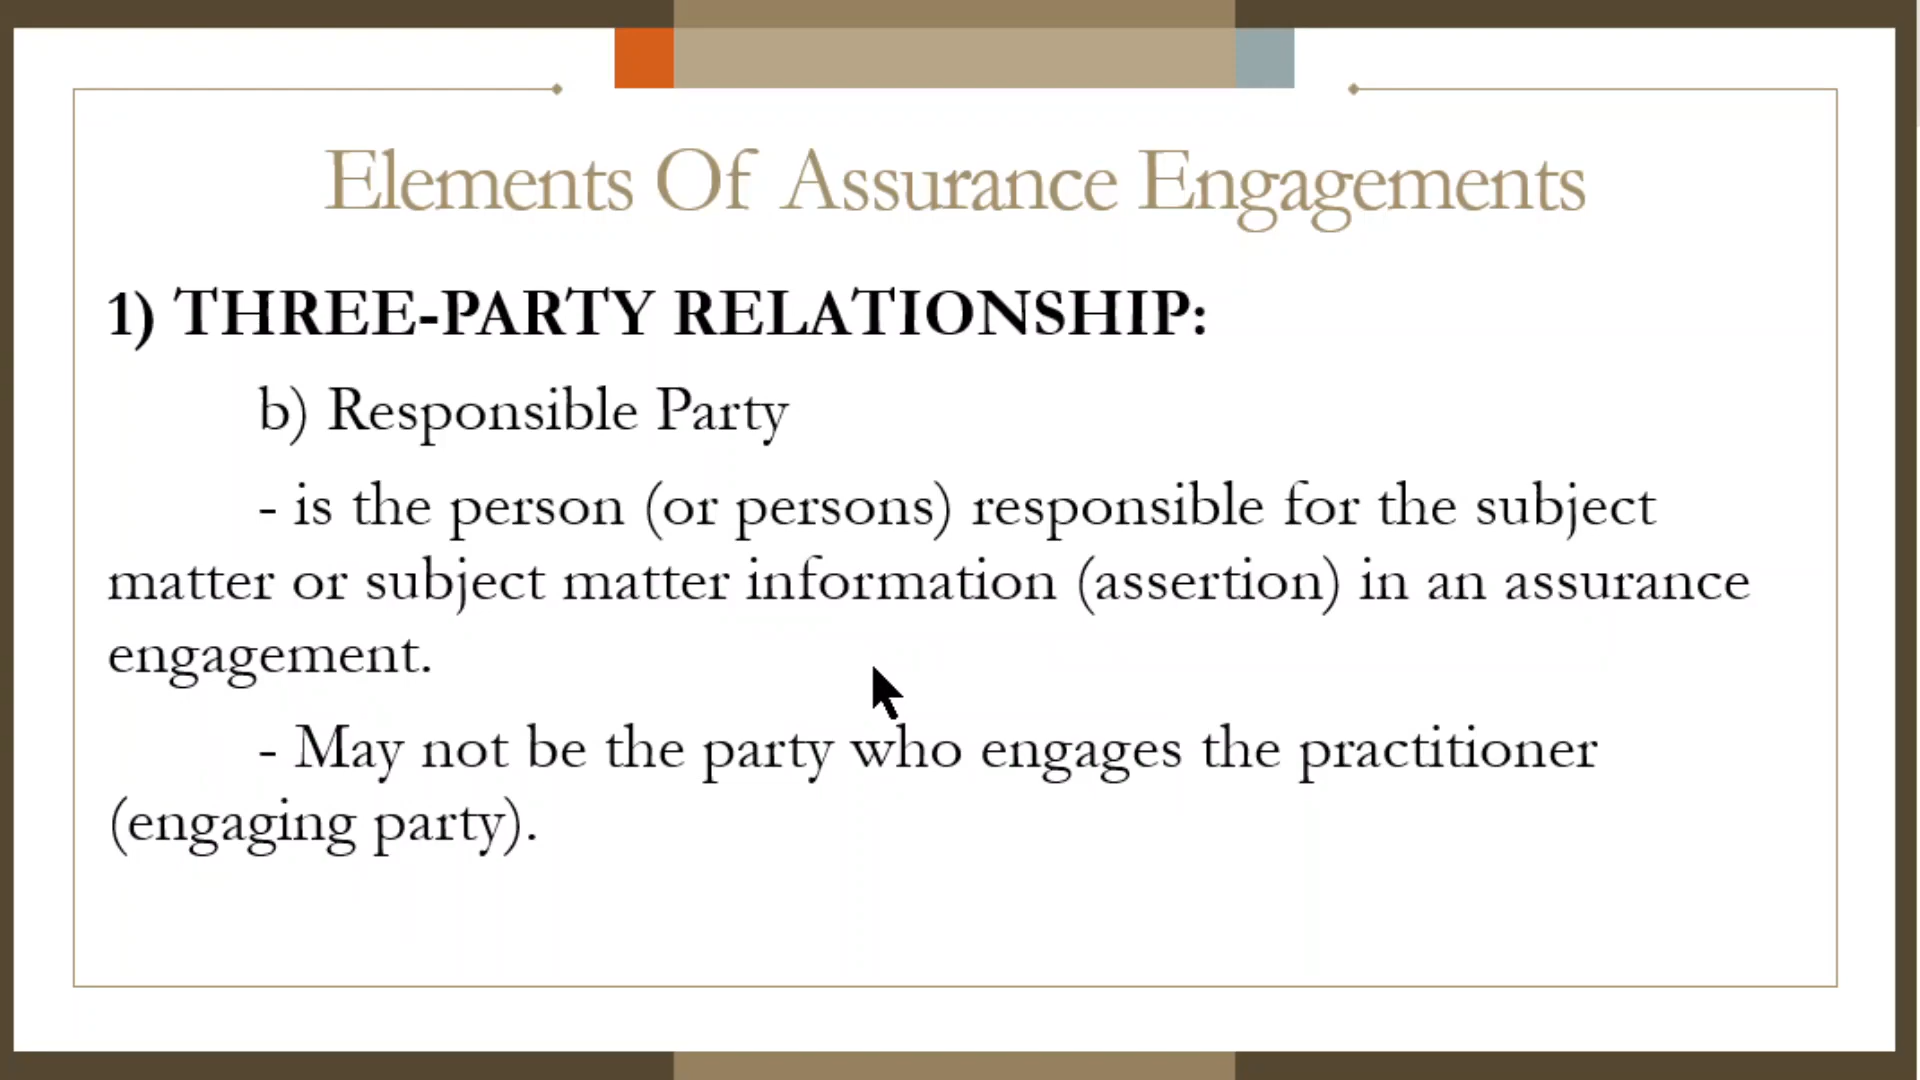 Elements Of Assurance Engagements
1) THREE-PARTY RELATIONSHIP:
b) Responsible Party
- is the person (or persons) responsible for the subject
matter or subject matter information (assertion) in an assurance
engagement.
- May not be the party who engages the practitioner
(engaging party).